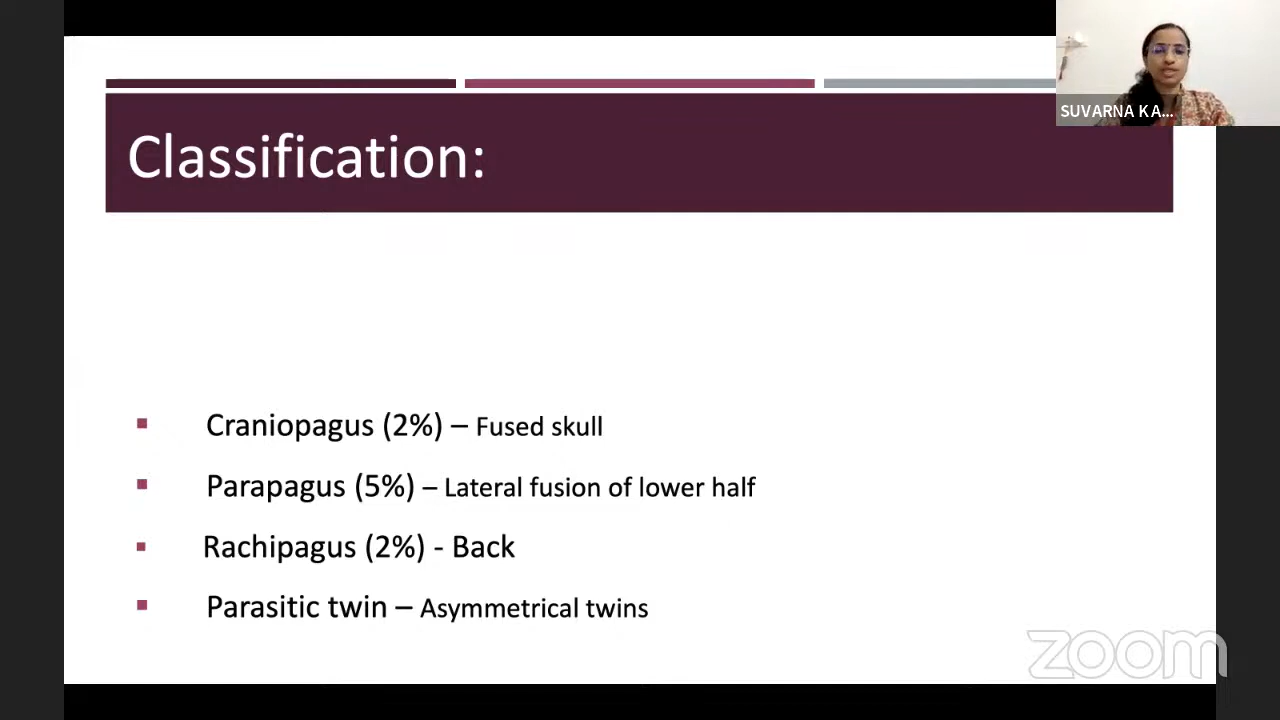 SUVARNA K A...
Classification:
▪ Craniopagus (2%) – Fused skull
▪ Parapagus (5%) – Lateral fusion of lower half
▪ Rachipagus (2%) - Back
▪ Parasitic twin – Asymmetrical twins
zoom